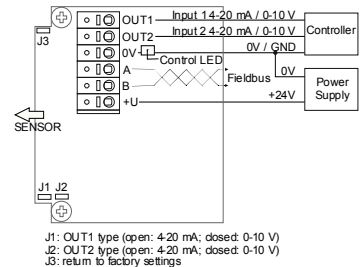 OUT1 Input 1 4-20 mA / 0-10 V
OUT2 Input 2 4-20 mA / 0-10 V
Controller
J3
0V
0V / GND
Control LED
A
0V
Fieldbus
Power
Supply
B
+U
+24V
SENSOR
J1 J2
J1: OUT1 type (open: 4-20 mA; closed: 0-10 V)
J2: OUT2 type (open: 4-20 mA; closed: 0-10 V)
J3: return to factory settings